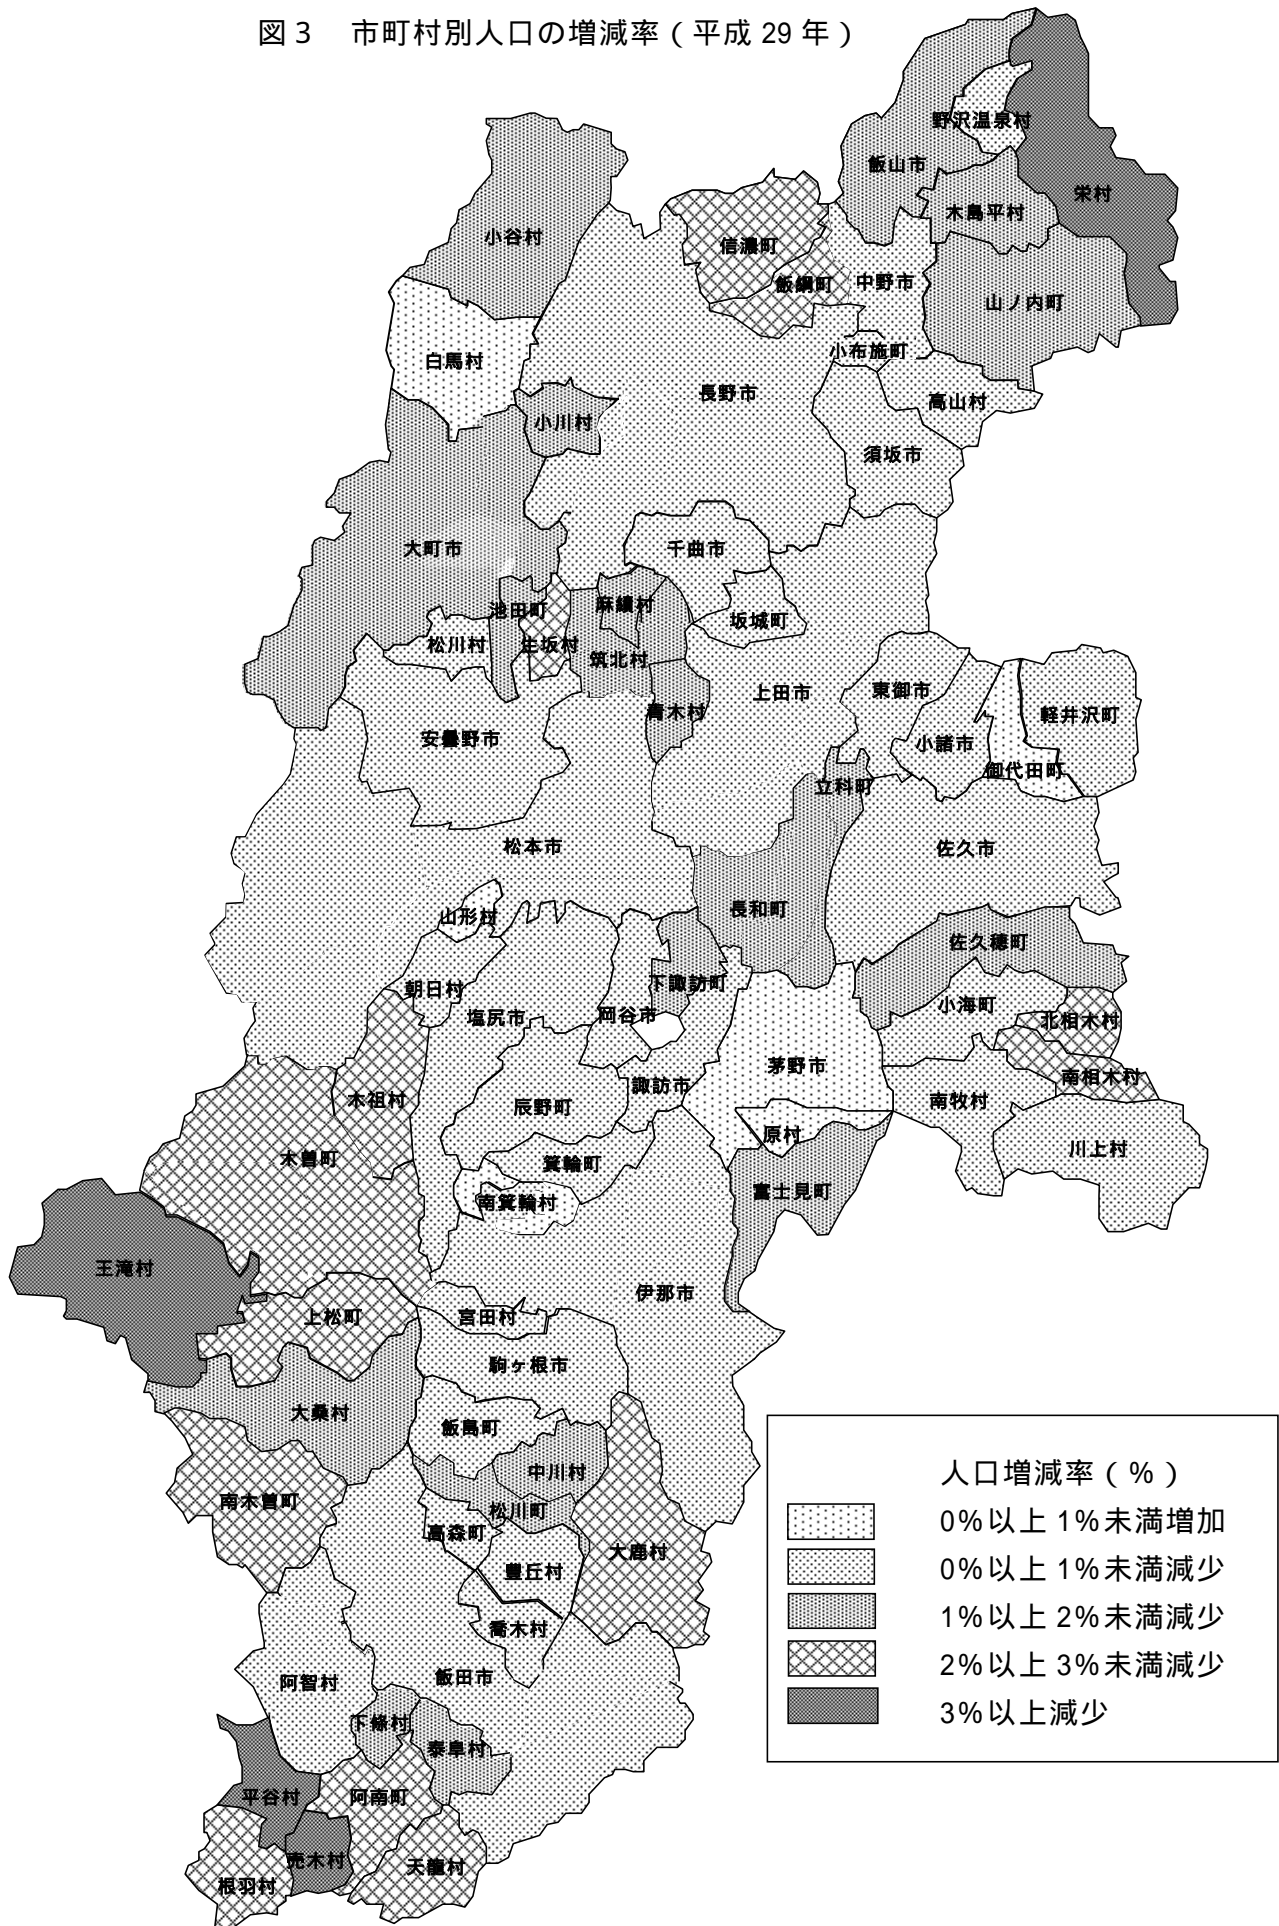 図３　市町村別人口の増減率（平成 29 年）
野沢温泉村
飯山市
栄村
木島平村
小谷村
信濃町
飯綱町
中野市
山ノ内町
白馬村
小布施町
長野市
高山村
小川村
須坂市
大町市
千曲市
池田町
麻績村
坂城町
松川村
生坂村
筑北村
上田市
東御市
青木村
軽井沢町
安曇野市
小諸市
御代田町
立科町
松本市
佐久市
長和町
山形村
佐久穂町
朝日村
下諏訪町
小海町
塩尻市
岡谷市
北相木村
茅野市
南相木村
諏訪市
木祖村
南牧村
辰野町
原村
川上村
木曽町
箕輪町
富士見町
南箕輪村
王滝村
伊那市
上松町
宮田村
駒ヶ根市
大桑村
飯島町
中川村
南木曽町
松川町
高森町
大鹿村
豊丘村
喬木村
飯田市
阿智村
下條村
泰阜村
平谷村
阿南町
売木村
天龍村
根羽村
人口増減率（%）
0%以上 1%未満増加
0%以上 1%未満減少
1%以上 2%未満減少
2%以上 3%未満減少
3%以上減少